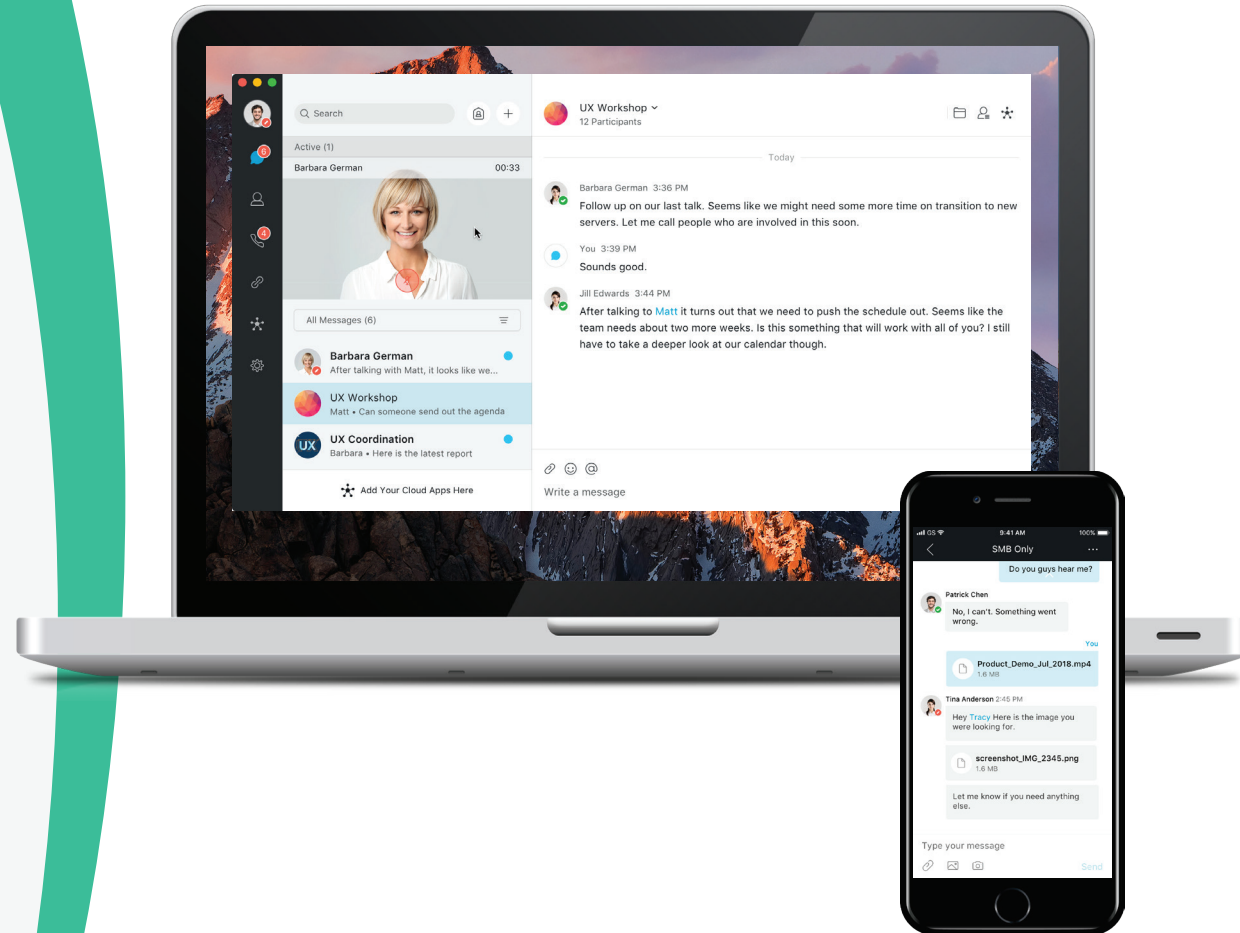 Search
6
4
Active (1)
Barbara German 00:33
All Messages (6)
Barbara German
After talking with Matt, it looks like we...
UX Workshop
Matt • Can someone send out the agenda
UX
UX Coordination
Barbara • Here is the latest report
Add Your Cloud Apps Here
UX Workshop
12 Participants
Today
Barbara German 3:36 PM
Follow up on our last talk. Seems like we might need some more time on transition to new
servers. Let me call people who are involved in this soon.
You 3:39 PM
Sounds good.
Jill Edwards 3:44 PM
After talking to Matt it turns out that we need to push the schedule out. Seems like the
team needs about two more weeks. Is this something that will work with all of you? I still
have to take a deeper look at our calendar though.
Write a message
GS 9:41 AM 100%
SMB Only
Do you guys hear me?
Patrick Chen
No, I can't. Something went
wrong.
You
Product_Demo_Jul_2018.mp4
1.6 MB
Tina Anderson 2:45 PM
Hey Tracy Here is the image you
were looking for.
screenshot_IMG_2345.png
1.6 MB
Let me know if you need anything
else.
Type your message
Send